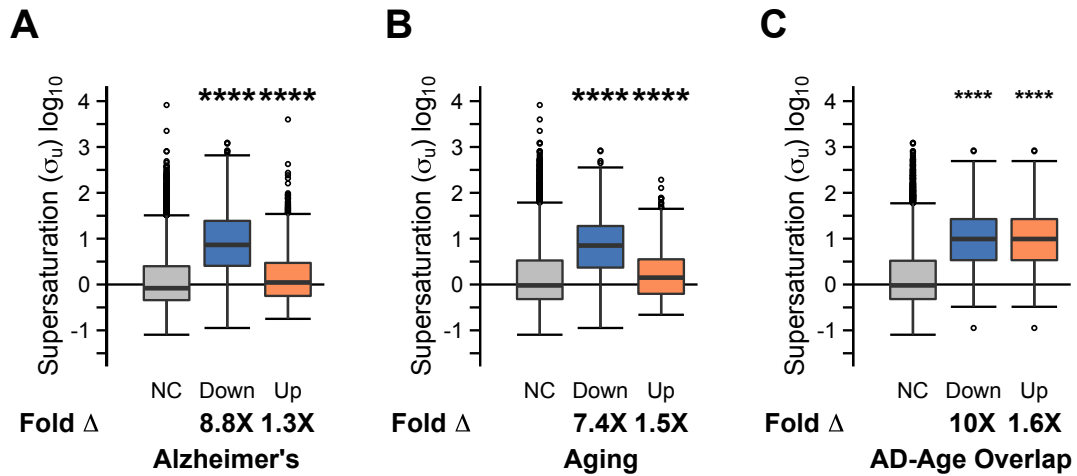 A
Supersaturation (σu) log10
4
3
2
1
0
-1
**** ****
NC Down Up
Fold Δ 8.8X 1.3X
Alzheimer's
B
Supersaturation (σu) log10
4
3
2
1
0
-1
**** ****
NC Down Up
Fold Δ 7.4X 1.5X
Aging
C
Supersaturation (σu) log10
4
3
2
1
0
-1
**** ****
NC Down Up
Fold Δ 10X 1.6X
AD-Age Overlap